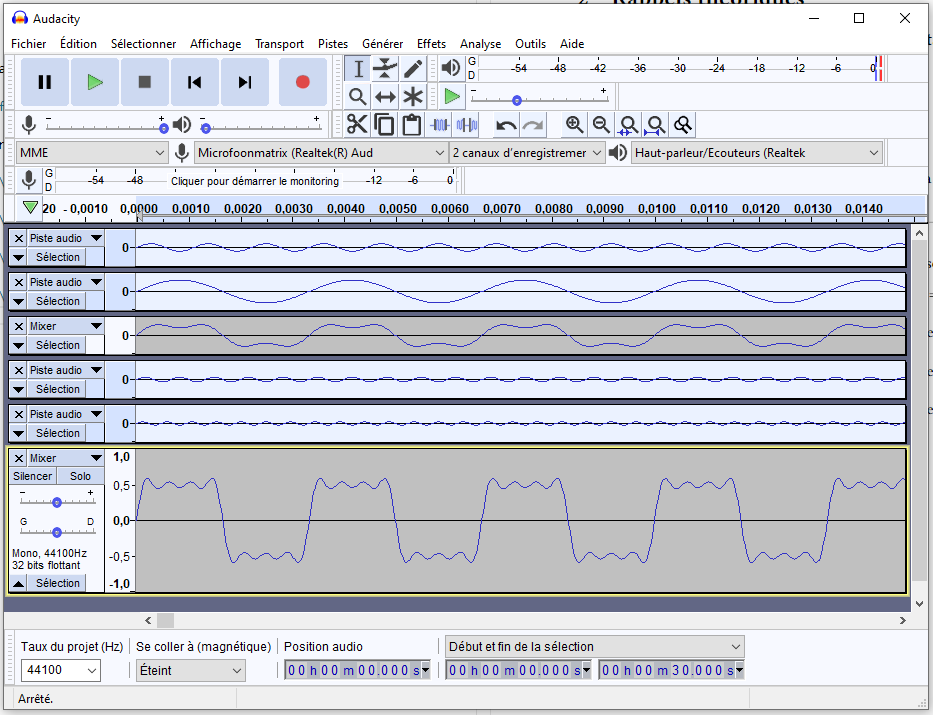 2 Rappels théoriques
Audacity
Fichier Édition Sélectionner Affichage Transport Pistes Générer Effets Analyse Outils Aide
G
D
-54 -48 -42 -36 -30 -24 -18 -12 -6 0
- +
- + - +
MME Microfoonmatrix (Realtek(R) Aud 2 canaux d'enregistremer Haut-parleur/Ecouteurs (Realtek
G
D
-54 -48 Cliquer pour démarrer le monitoring -12 -6 0
20 - 0,0010 0,0000 0,0010 0,0020 0,0030 0,0040 0,0050 0,0060 0,0070 0,0080 0,0090 0,0100 0,0110 0,0120 0,0130 0,0140
Piste audio 0
Sélection
Piste audio 0
Sélection
Mixer 0
Sélection
Piste audio 0
Sélection
Piste audio 0
Sélection
Mixer 1,0
Silencer Solo
- + 0,5
G D 0,0
Mono, 44100Hz -0,5
32 bits flottant
Sélection -1,0
Taux du projet (Hz) Se coller à (magnétique) Position audio Début et fin de la sélection
44100 Éteint 00 h 00 m 00.000 s 00 h 00 m 00.000 s 00 h 00 m 30.000 s
Arrêté.